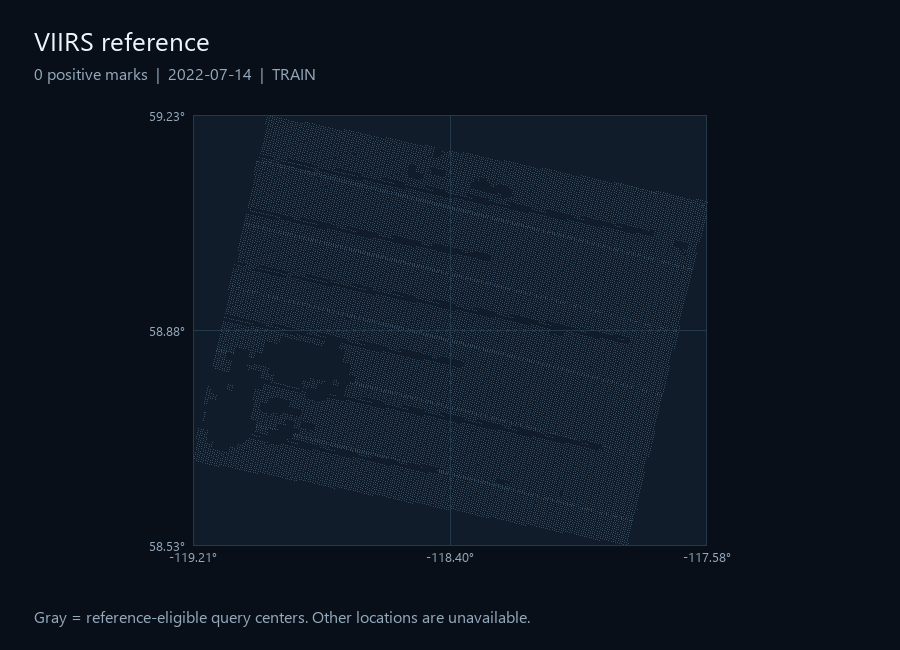 VIIRS reference
0 positive marks | 2022-07-14 | TRAIN
59.23°
58.88°
58.53°
-119.21°
-118.40°
-117.58°
Gray = reference-eligible query centers. Other locations are unavailable.